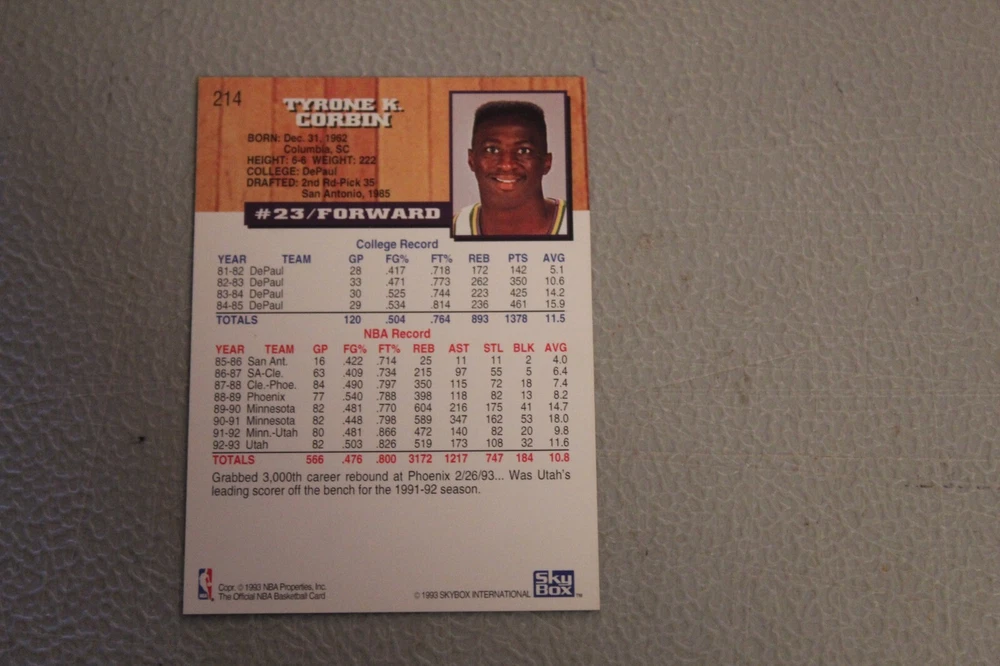 214
TYRONE K.
CORBIN
BORN: Dec. 31, 1962
Columbia, SC
HEIGHT: 6-6 WEIGHT: 222
COLLEGE: DePaul
DRAFTED: 2nd Rd-Pick 35
San Antonio, 1985
#23/FORWARD
College Record
YEAR TEAM GP FG% FT% REB PTS AVG
81-82 DePaul 28 .417 .718 172 142 5.1
82-83 DePaul 33 .471 .773 262 350 10.6
83-84 DePaul 30 .525 .744 223 425 14.2
84-85 DePaul 29 .534 .814 236 461 15.9
TOTALS 120 .504 .764 893 1378 11.5
NBA Record
YEAR TEAM GP FG% FT% REB AST STL BLK AVG
85-86 San Ant. 16 .422 .714 25 11 11 2 4.0
86-87 SA-Cle. 63 .409 .734 215 97 55 5 6.4
87-88 Cle.-Phoe. 84 .490 .797 350 115 72 18 7.4
88-89 Phoenix 77 .540 .788 398 118 82 13 8.2
89-90 Minnesota 82 .481 .770 604 216 175 41 14.7
90-91 Minnesota 82 .448 .798 589 347 162 53 18.0
91-92 Minn.-Utah 80 .481 .866 472 140 82 20 9.8
92-93 Utah 82 .503 .826 519 173 108 32 11.6
TOTALS 566 .476 .800 3172 1217 747 184 10.8
Grabbed 3,000th career rebound at Phoenix 2/26/93... Was Utah's
leading scorer off the bench for the 1991-92 season.
Copr. © 1993 NBA Properties, Inc.
The Official NBA Basketball Card
© 1993 SKYBOX INTERNATIONAL
Sky
Box™